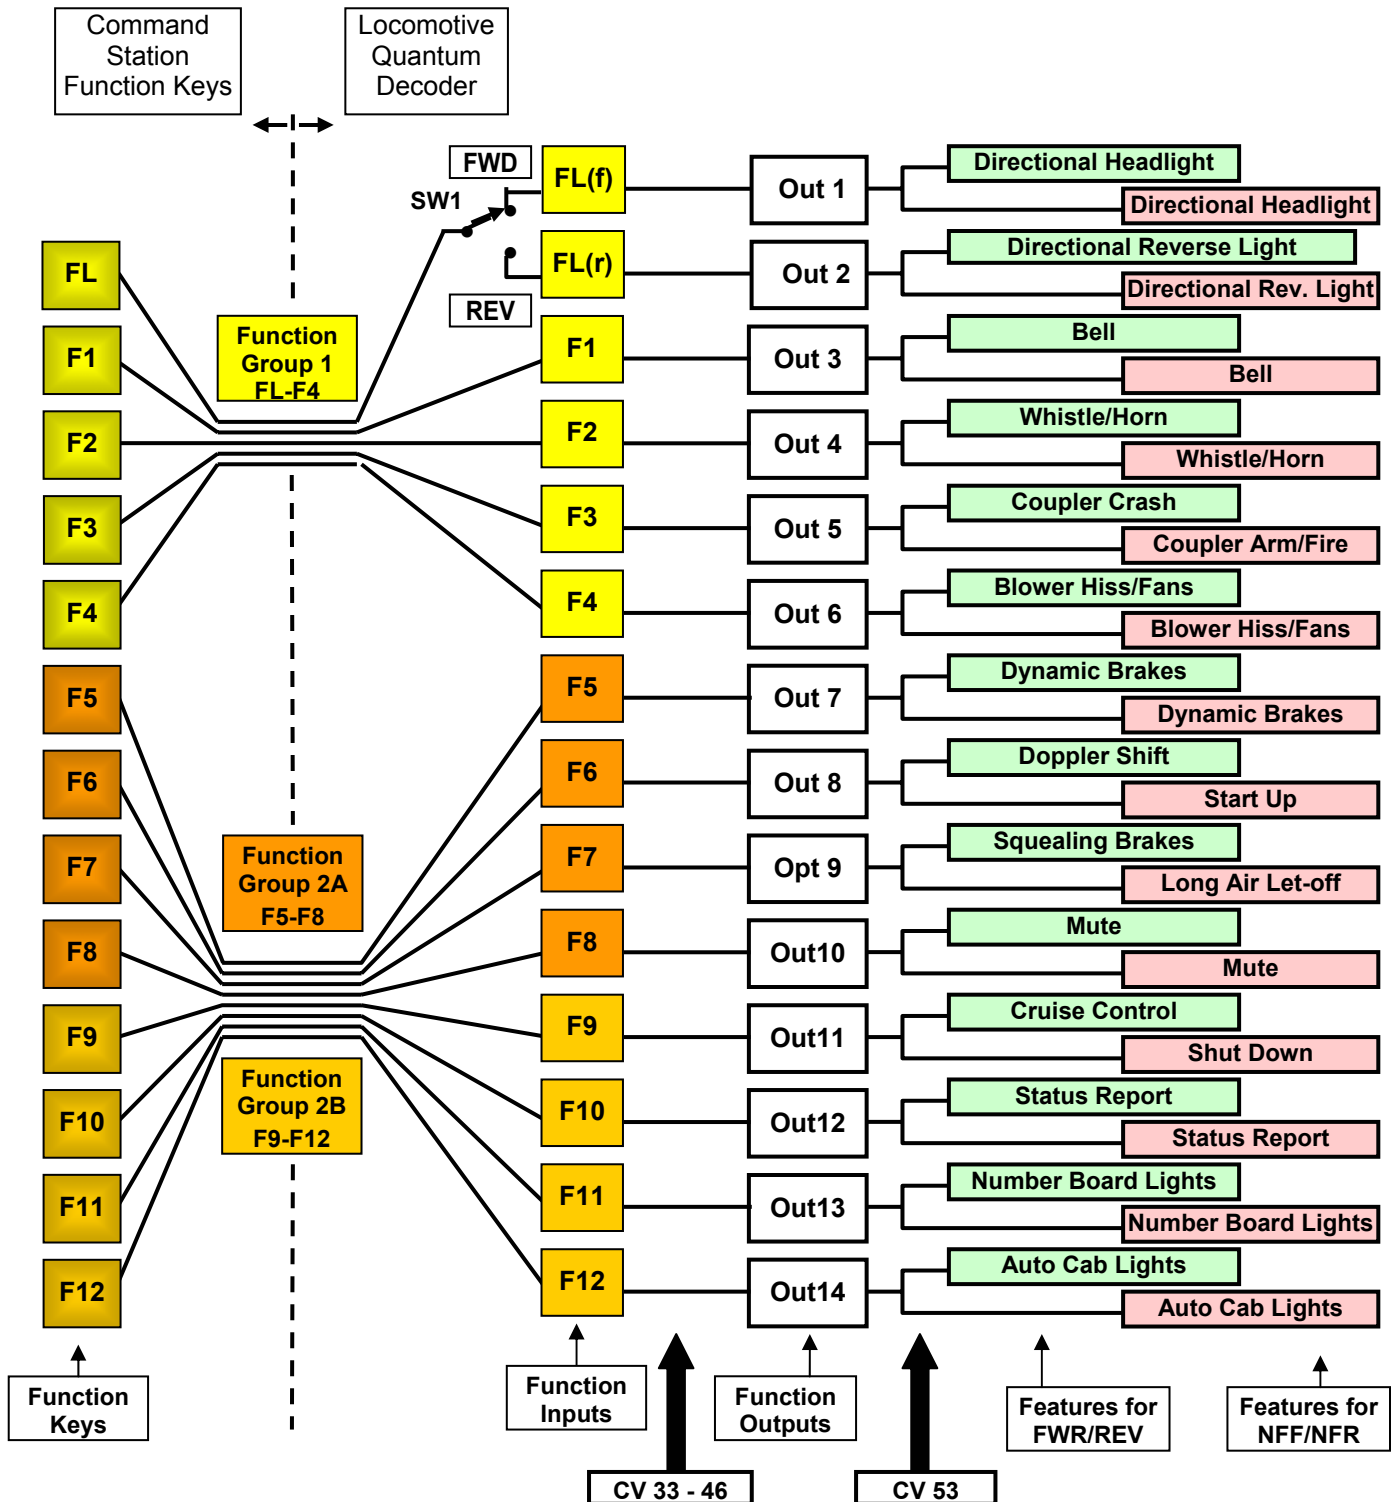 Command
Station
Function Keys
Locomotive
Quantum
Decoder
FWD
SW1
REV
FL
F1
F2
F3
F4
F5
F6
F7
F8
F9
F10
F11
F12
Function
Group 1
FL-F4
Function
Group 2A
F5-F8
Function
Group 2B
F9-F12
FL(f)
FL(r)
F1
F2
F3
F4
F5
F6
F7
F8
F9
F10
F11
F12
Out 1
Out 2
Out 3
Out 4
Out 5
Out 6
Out 7
Out 8
Opt 9
Out10
Out11
Out12
Out13
Out14
Directional Headlight
Directional Headlight
Directional Reverse Light
Directional Rev. Light
Bell
Bell
Whistle/Horn
Whistle/Horn
Coupler Crash
Coupler Arm/Fire
Blower Hiss/Fans
Blower Hiss/Fans
Dynamic Brakes
Dynamic Brakes
Doppler Shift
Start Up
Squealing Brakes
Long Air Let-off
Mute
Mute
Cruise Control
Shut Down
Status Report
Status Report
Number Board Lights
Number Board Lights
Auto Cab Lights
Auto Cab Lights
Function
Keys
Function
Inputs
Function
Outputs
Features for
FWR/REV
Features for
NFF/NFR
CV 33 - 46
CV 53